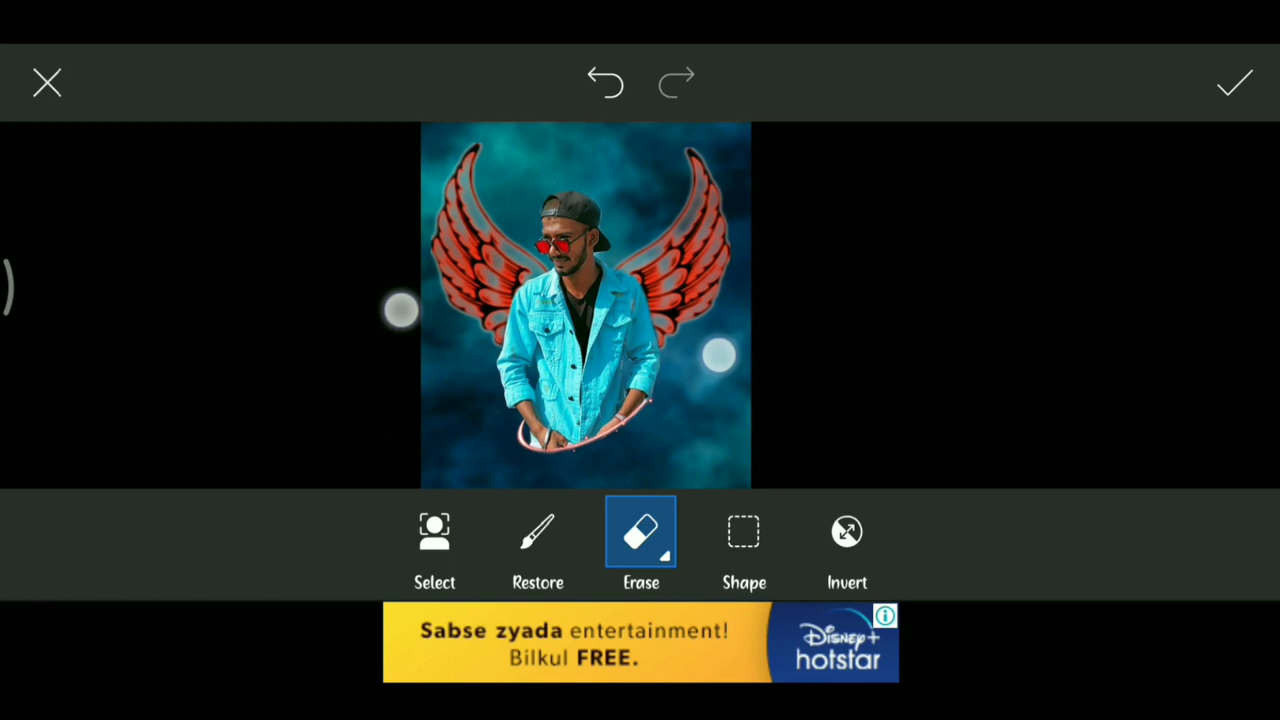 Select
Restore
Erase
Shape
Invert
Sabse zyada entertainment!
Bilkul FREE.
Disney+
hotstar